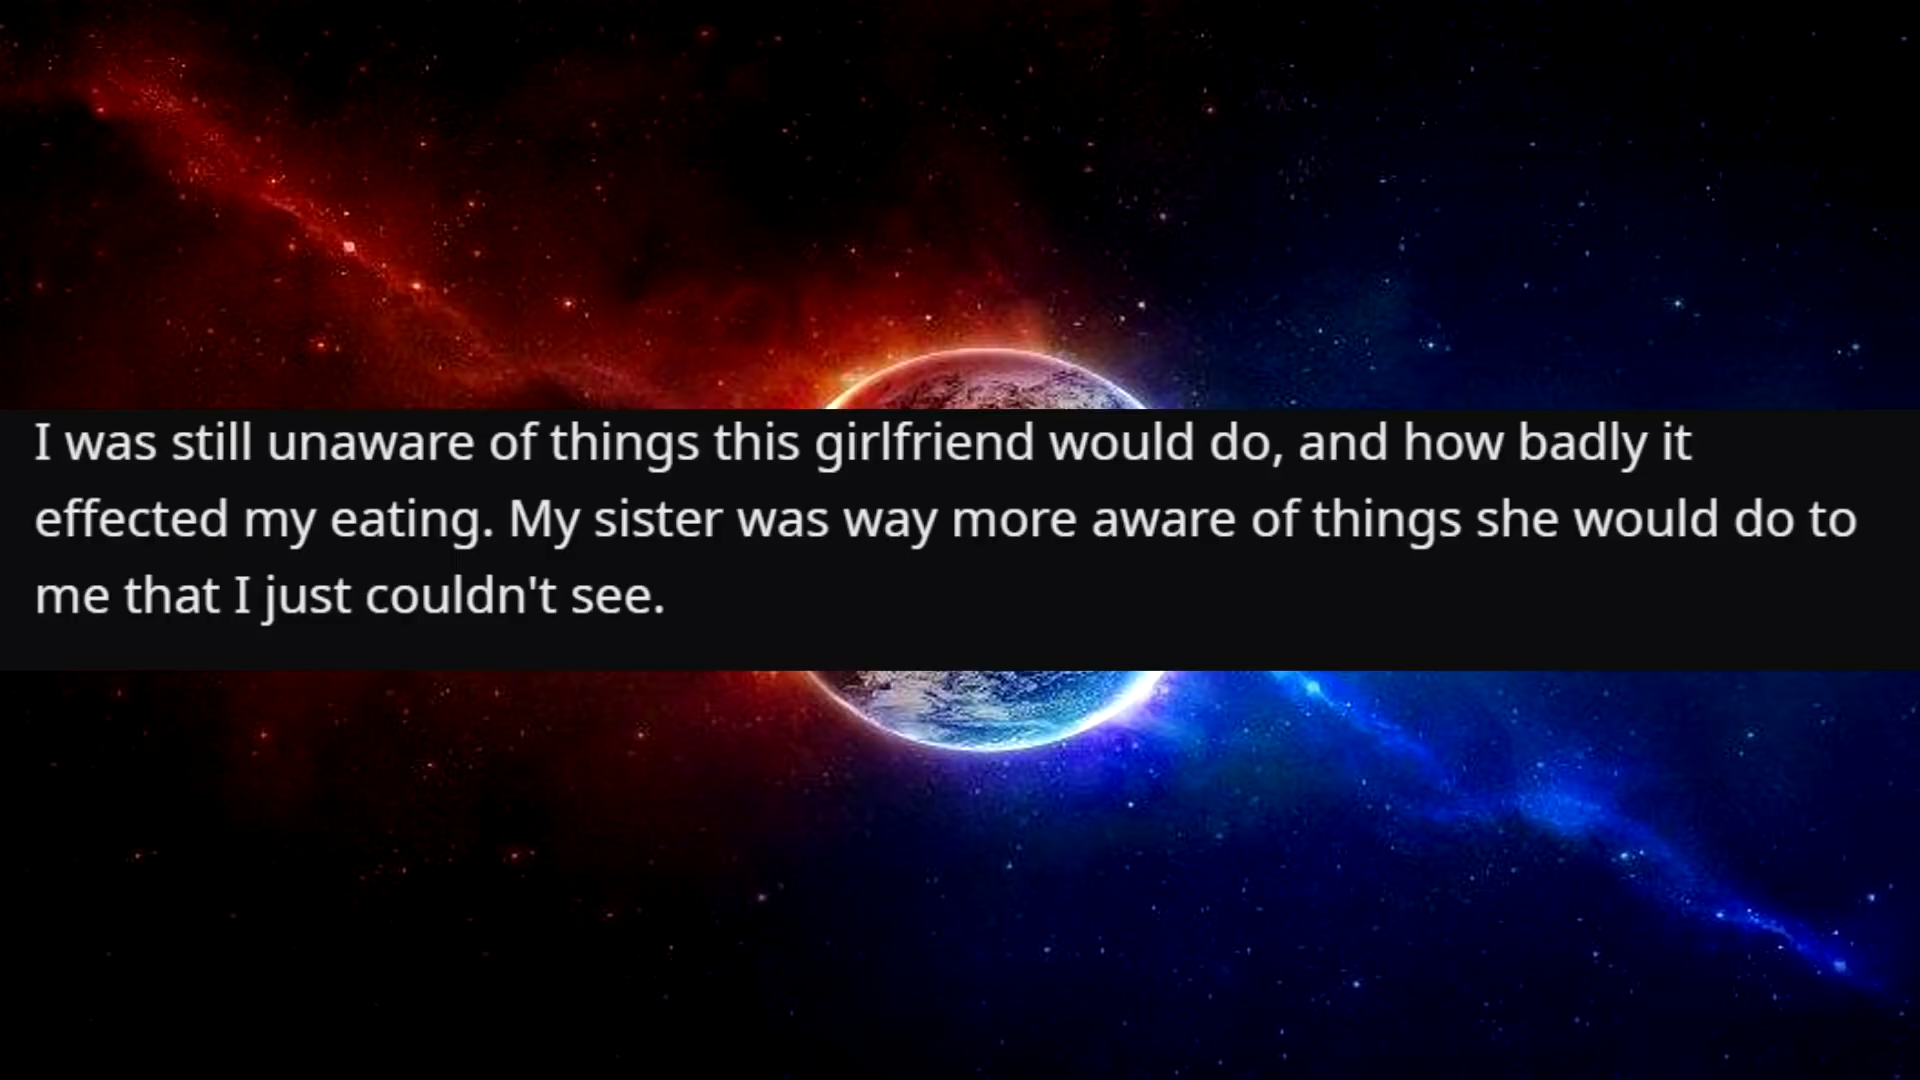 I was still unaware of things this girlfriend would do, and how badly it
effected my eating. My sister was way more aware of things she would do to
me that I just couldn't see.